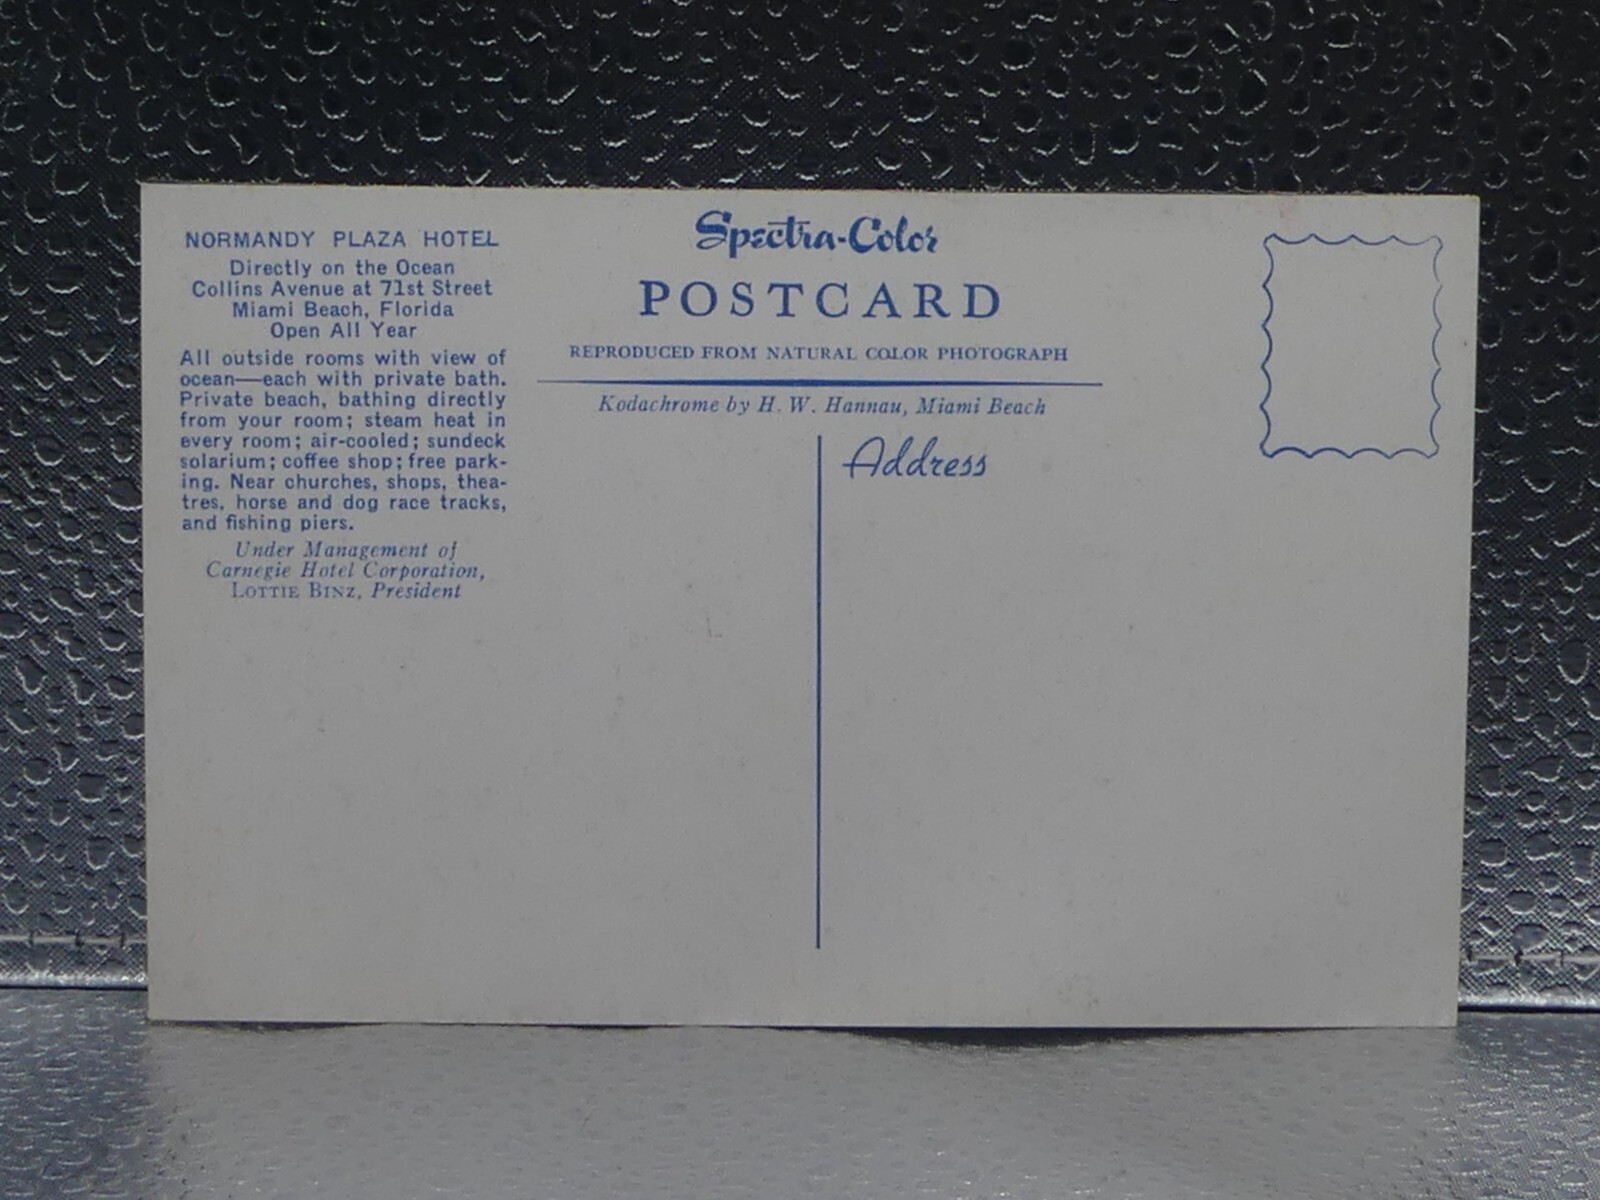 NORMANDY PLAZA HOTEL
Directly on the Ocean
Collins Avenue at 71st Street
Miami Beach, Florida
Open All Year
All outside rooms with view of
ocean—each with private bath.
Private beach, bathing directly
from your room; steam heat in
every room; air-cooled; sundeck
solarium; coffee shop; free park-
ing. Near churches, shops, thea-
tres, horse and dog race tracks,
and fishing piers.
Under Management of
Carnegie Hotel Corporation,
LOTTIE BINZ, President
Spectra-Color
POSTCARD
REPRODUCED FROM NATURAL COLOR PHOTOGRAPH
Kodachrome by H. W. Hannau, Miami Beach
Address